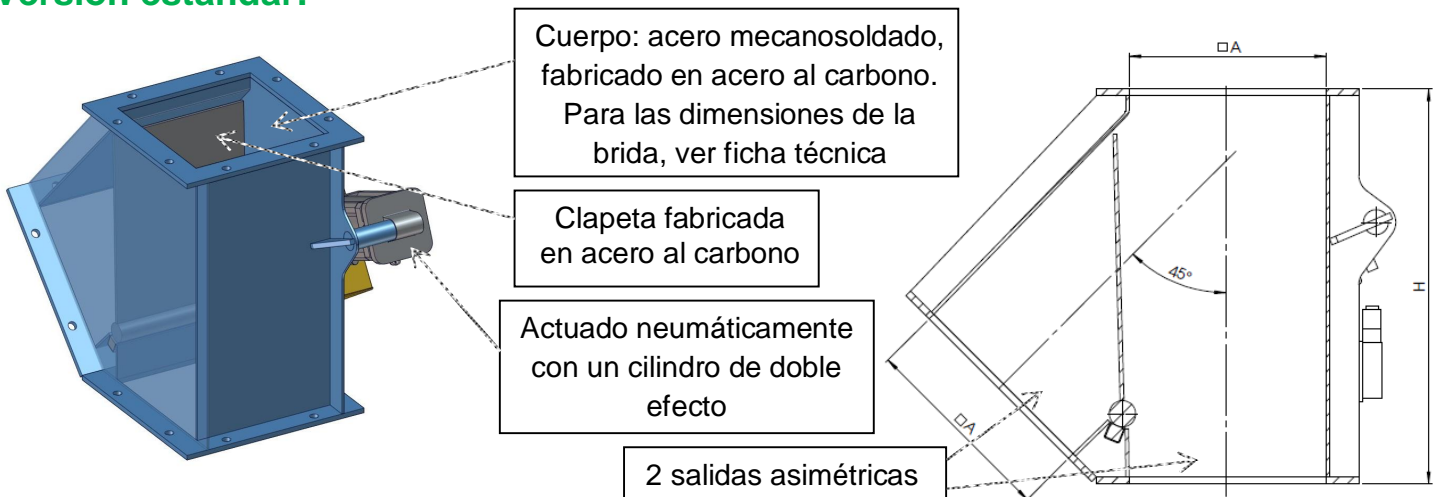 Versión estándar:
Cuerpo: acero mecanosoldado,
fabricado en acero al carbono.
Para las dimensiones de la
brida, ver ficha técnica
Clapeta fabricada
en acero al carbono
Actuado neumáticamente
con un cilindro de doble
efecto
2 salidas asimétricas
□A
45°
H
□A